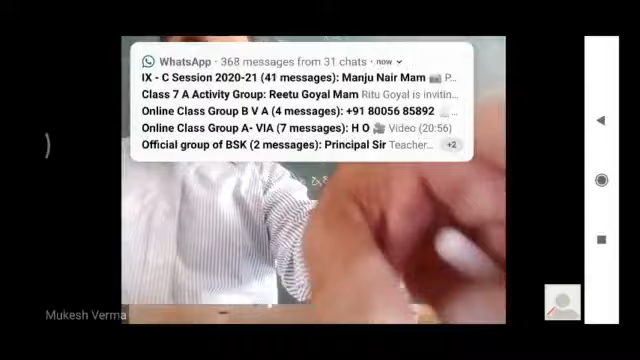 WhatsApp · 368 messages from 31 chats · now
IX - C Session 2020-21 (41 messages): Manju Nair Mam 📷 P...
Class 7 A Activity Group: Reetu Goyal Mam Ritu Goyal is invitin...
Online Class Group B V A (4 messages): +91 80056 85892
Online Class Group A- VIA (7 messages): H O 🎥 Video (20:56)
Official group of BSK (2 messages): Principal Sir Teacher... +2
Mukesh Verma